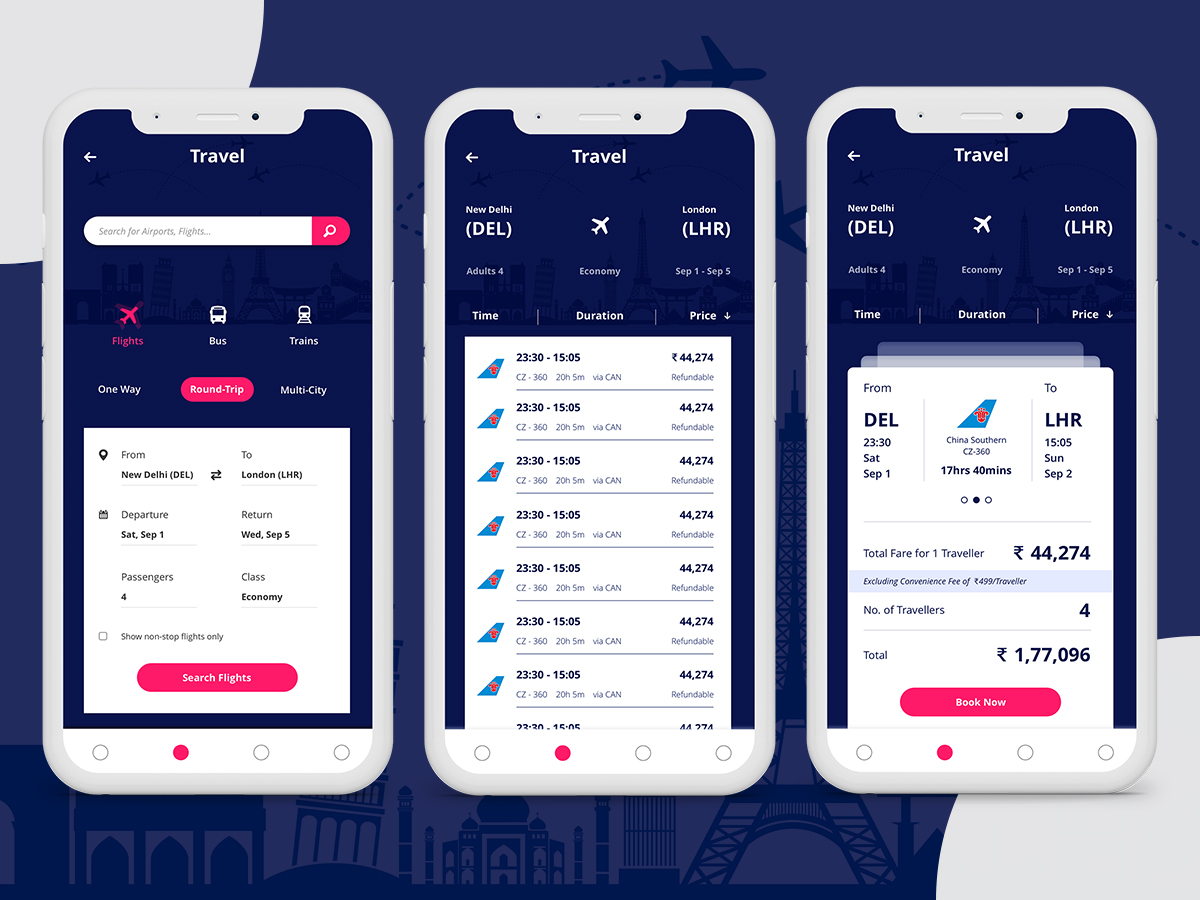 Travel
Search for Airports, Flights...
Flights Bus Trains
One Way Round-Trip Multi-City
From To
New Delhi (DEL) London (LHR)
Departure Return
Sat, Sep 1 Wed, Sep 5
Passengers Class
4 Economy
Show non-stop flights only
Search Flights
Travel
New Delhi London
(DEL) (LHR)
Adults 4 Economy Sep 1 - Sep 5
Time Duration Price ↓
23:30 - 15:05 ₹ 44,274
CZ - 360 20h 5m via CAN Refundable
23:30 - 15:05 44,274
CZ - 360 20h 5m via CAN Refundable
23:30 - 15:05 44,274
CZ - 360 20h 5m via CAN Refundable
23:30 - 15:05 44,274
CZ - 360 20h 5m via CAN Refundable
23:30 - 15:05 44,274
CZ - 360 20h 5m via CAN Refundable
23:30 - 15:05 44,274
CZ - 360 20h 5m via CAN Refundable
23:30 - 15:05 44,274
CZ - 360 20h 5m via CAN Refundable
23:30 - 15:05 44,274
Travel
New Delhi London
(DEL) (LHR)
Adults 4 Economy Sep 1 - Sep 5
Time Duration Price ↓
From To
DEL LHR
23:30 China Southern 15:05
Sat CZ-360 Sun
Sep 1 17hrs 40mins Sep 2
Total Fare for 1 Traveller ₹ 44,274
Excluding Convenience Fee of ₹499/Traveller
No. of Travellers 4
Total ₹ 1,77,096
Book Now